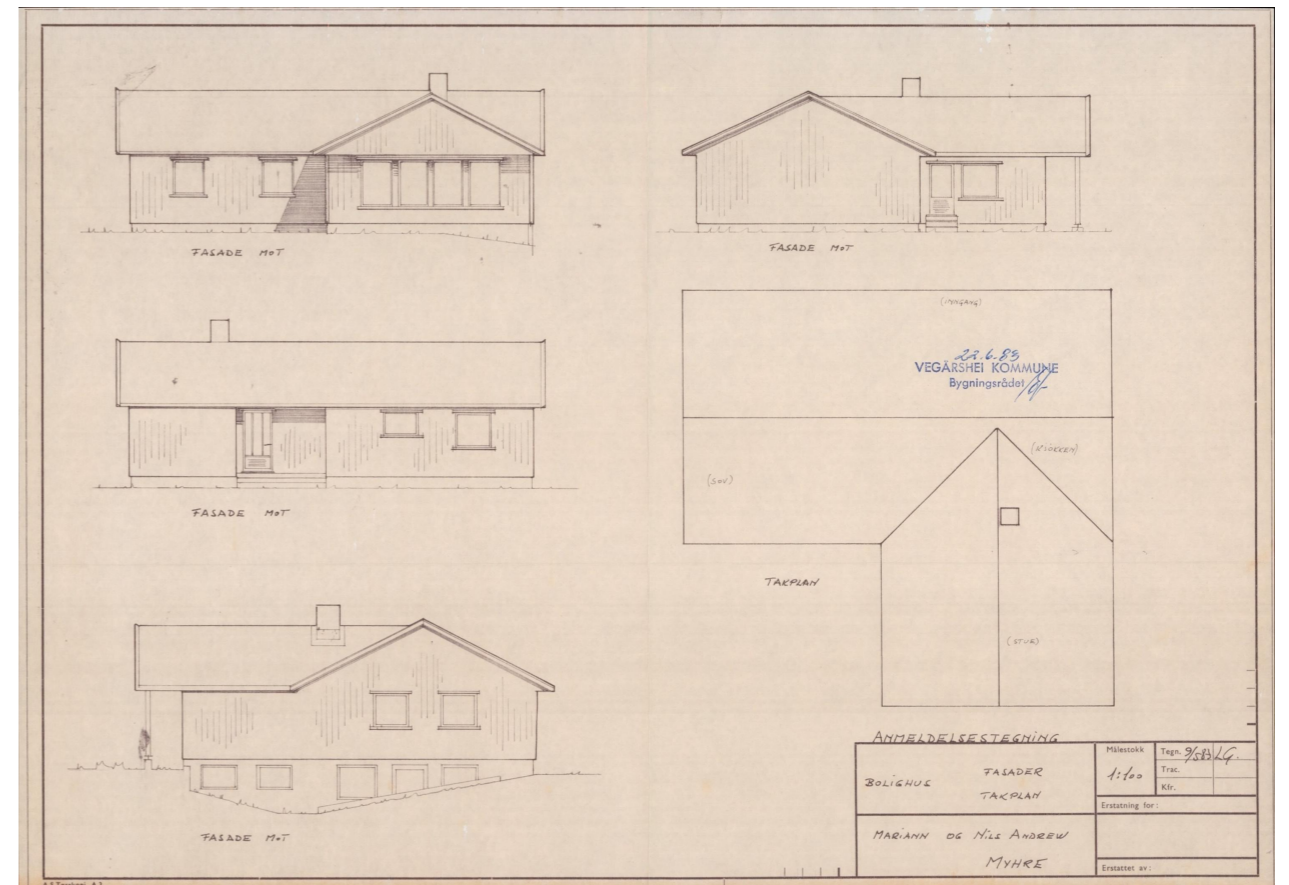 FASADE MOT
FASADE MOT
(INNGANG)
22.6.83
VEGÅRSHEI KOMMUNE
Bygningsrådet
(KJÖKKEN)
(SOV)
FASADE MOT
TAKPLAN
(STUE)
FASADE MOT
ANMELDELSESTEGNING
BOLIGHUS
FASADER
TAKPLAN
Målestokk
1:100
Tegn. 9/5 83 LG.
Trac.
Kfr.
Erstatning for:
MARIANN OG NILS ANDREW
MYHRE
Erstattet av: